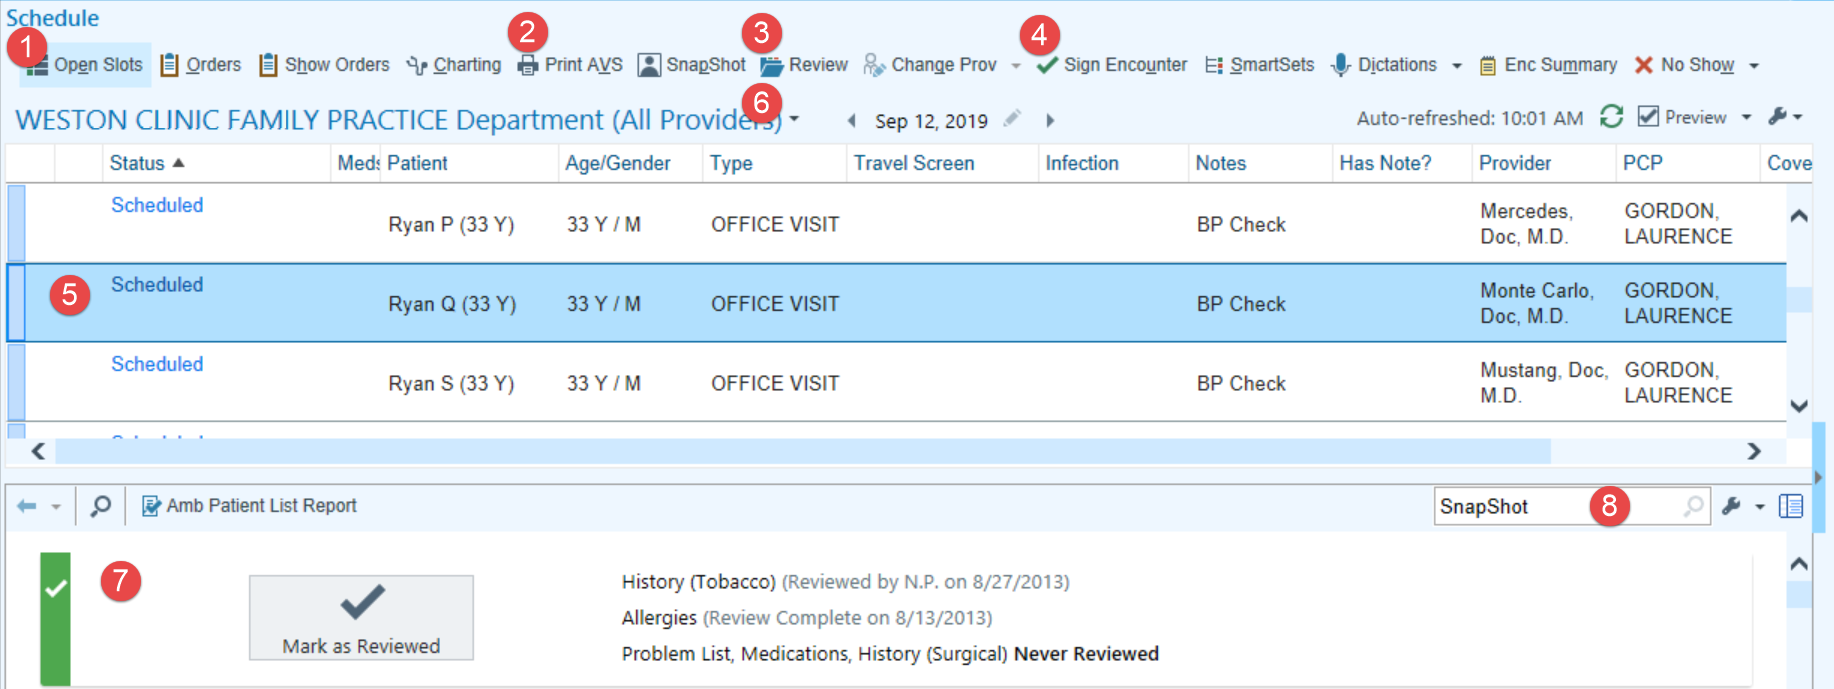 Schedule
1 2 3 4
Open Slots Orders Show Orders Charting Print AVS SnapShot Review Change Prov Sign Encounter SmartSets Dictations Enc Summary No Show
6
WESTON CLINIC FAMILY PRACTICE Department (All Providers) Sep 12, 2019 Auto-refreshed: 10:01 AM Preview
Status Meds Patient Age/Gender Type Travel Screen Infection Notes Has Note? Provider PCP Cove
Scheduled Ryan P (33 Y) 33 Y / M OFFICE VISIT BP Check Mercedes, GORDON,
Doc, M.D. LAURENCE
5 Scheduled Ryan Q (33 Y) 33 Y / M OFFICE VISIT BP Check Monte Carlo, GORDON,
Doc, M.D. LAURENCE
Scheduled Ryan S (33 Y) 33 Y / M OFFICE VISIT BP Check Mustang, Doc, GORDON,
M.D. LAURENCE
Amb Patient List Report SnapShot 8
7
Mark as Reviewed
History (Tobacco) (Reviewed by N.P. on 8/27/2013)
Allergies (Review Complete on 8/13/2013)
Problem List, Medications, History (Surgical) Never Reviewed